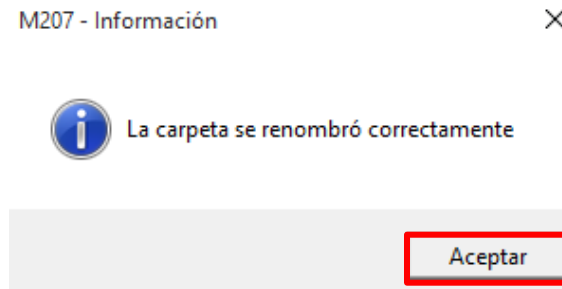 M207 - Información
La carpeta se renombró correctamente
Aceptar